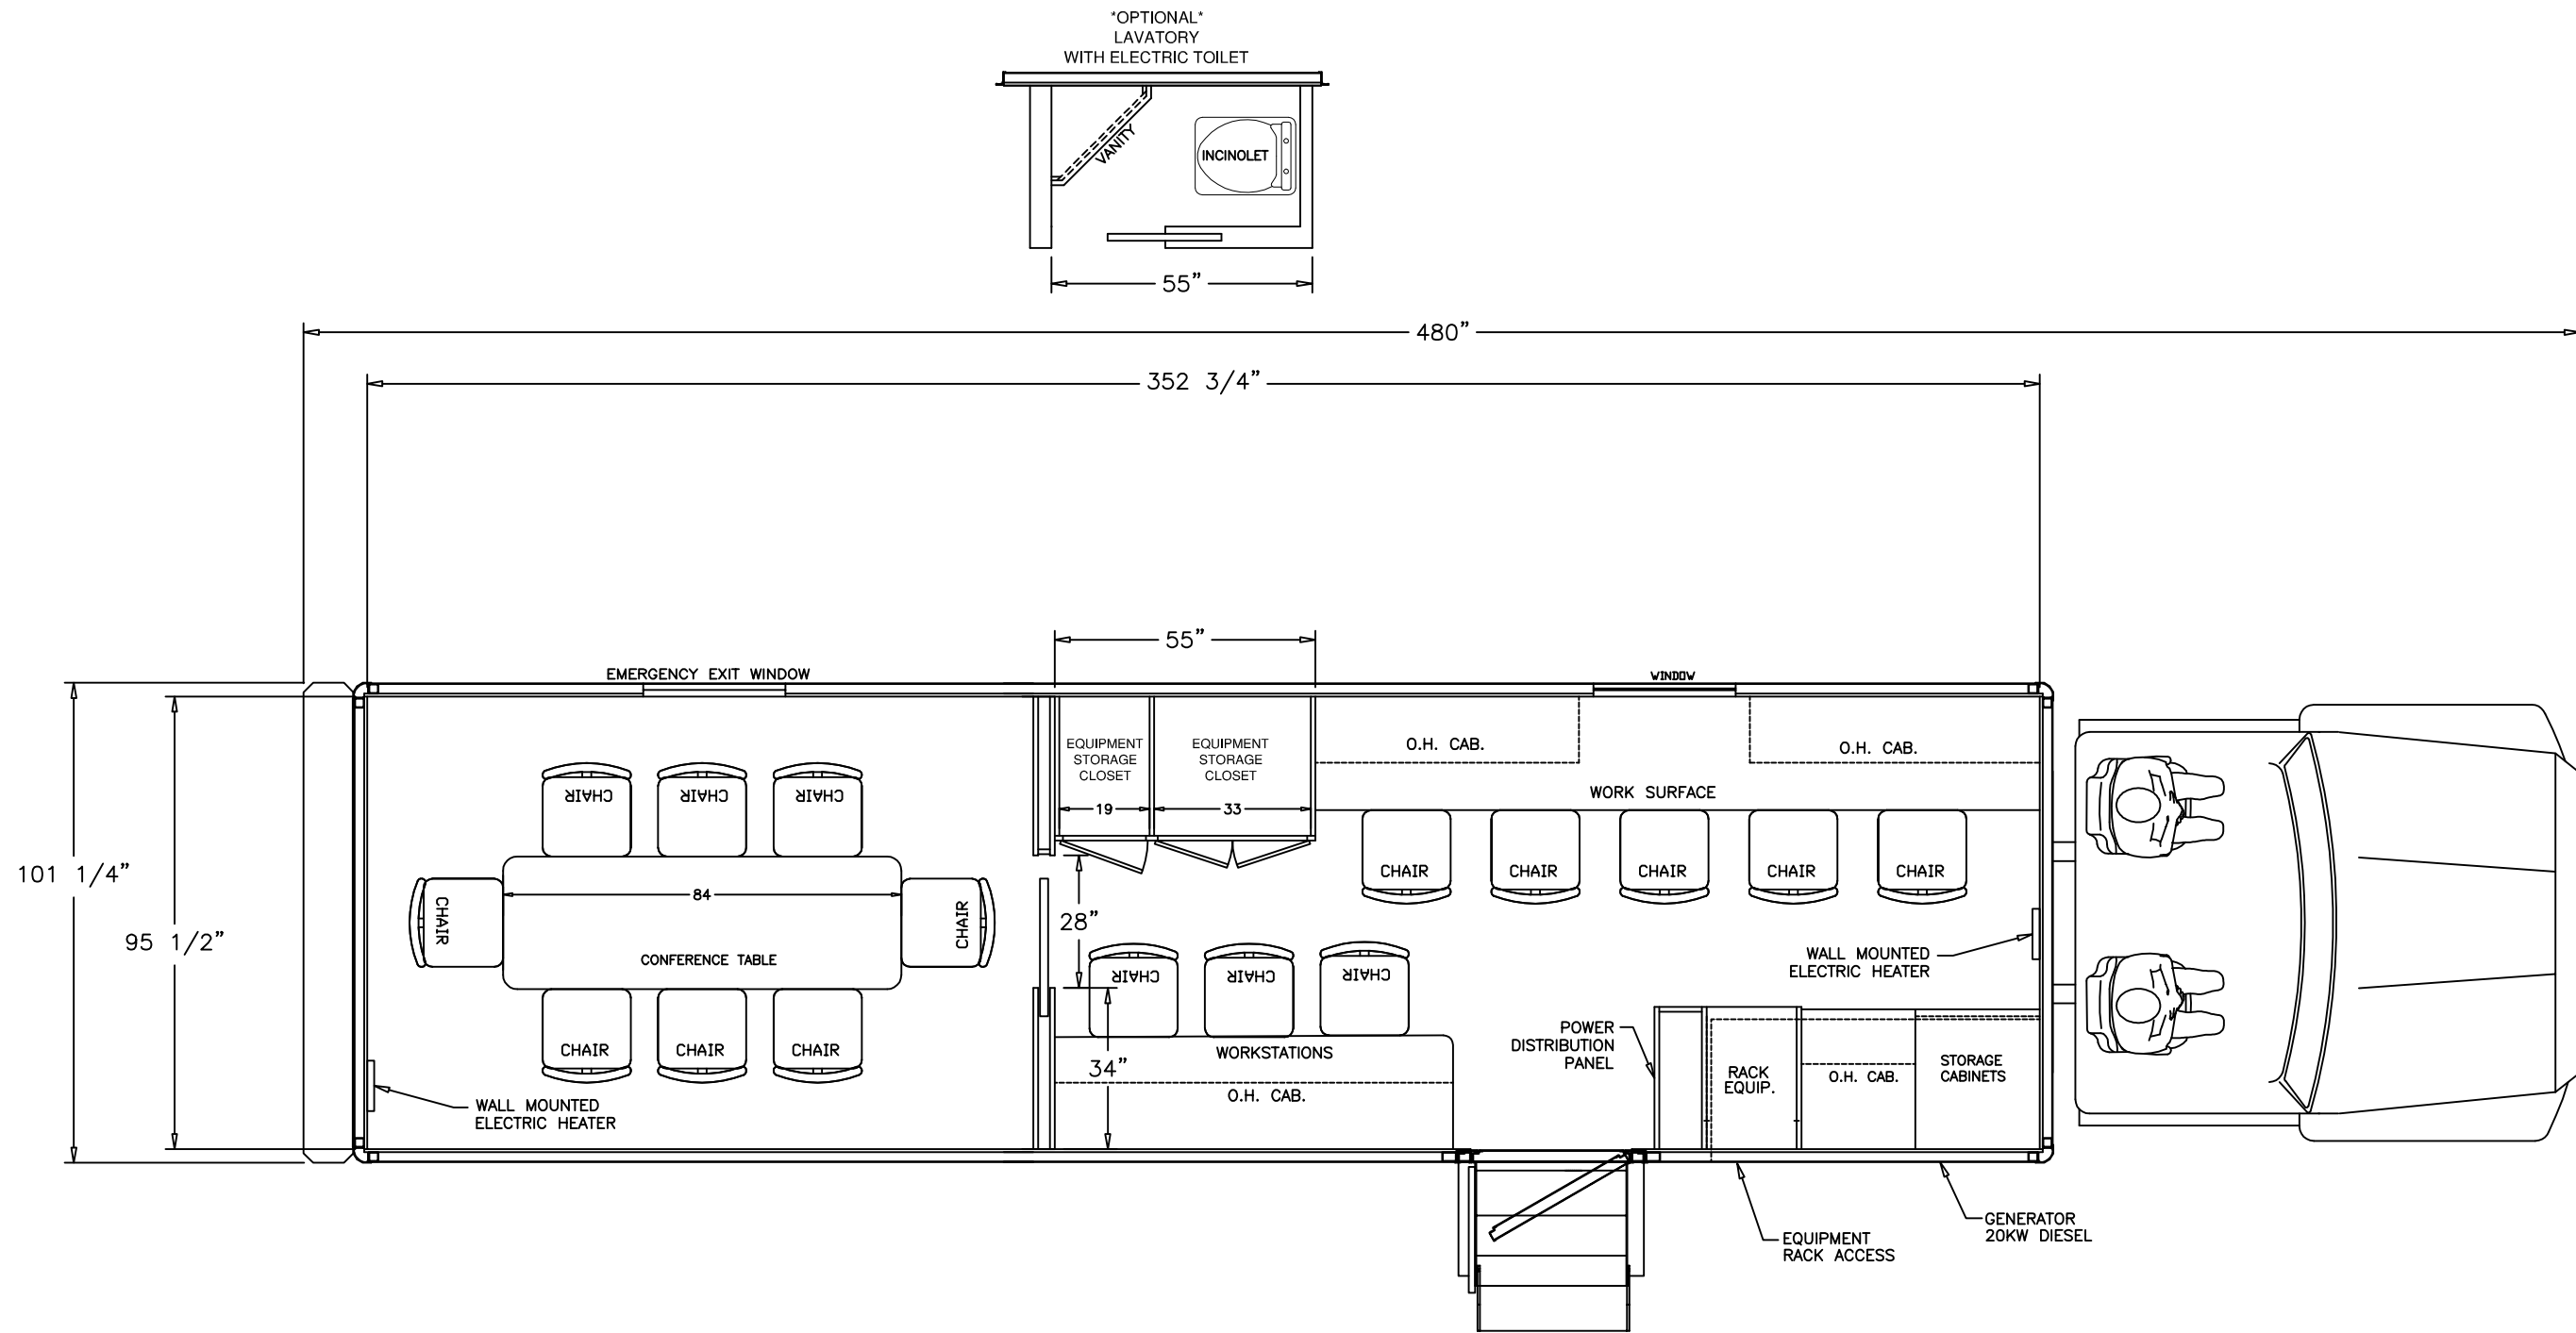 *OPTIONAL*
LAVATORY
WITH ELECTRIC TOILET
VANITY
INCINOLET
55”
480”
352 3/4”
55”
EMERGENCY EXIT WINDOW
WINDOW
101 1/4”
95 1/2”
CHAIR
CHAIR
CHAIR
CHAIR
84
CONFERENCE TABLE
CHAIR
CHAIR
CHAIR
CHAIR
WALL MOUNTED
ELECTRIC HEATER
EQUIPMENT
STORAGE
CLOSET
19
EQUIPMENT
STORAGE
CLOSET
33
O.H. CAB.
O.H. CAB.
WORK SURFACE
CHAIR
CHAIR
CHAIR
CHAIR
CHAIR
28”
CHAIR
CHAIR
CHAIR
34”
WORKSTATIONS
O.H. CAB.
WALL MOUNTED
ELECTRIC HEATER
POWER
DISTRIBUTION
PANEL
RACK
EQUIP.
O.H. CAB.
STORAGE
CABINETS
EQUIPMENT
RACK ACCESS
GENERATOR
20KW DIESEL